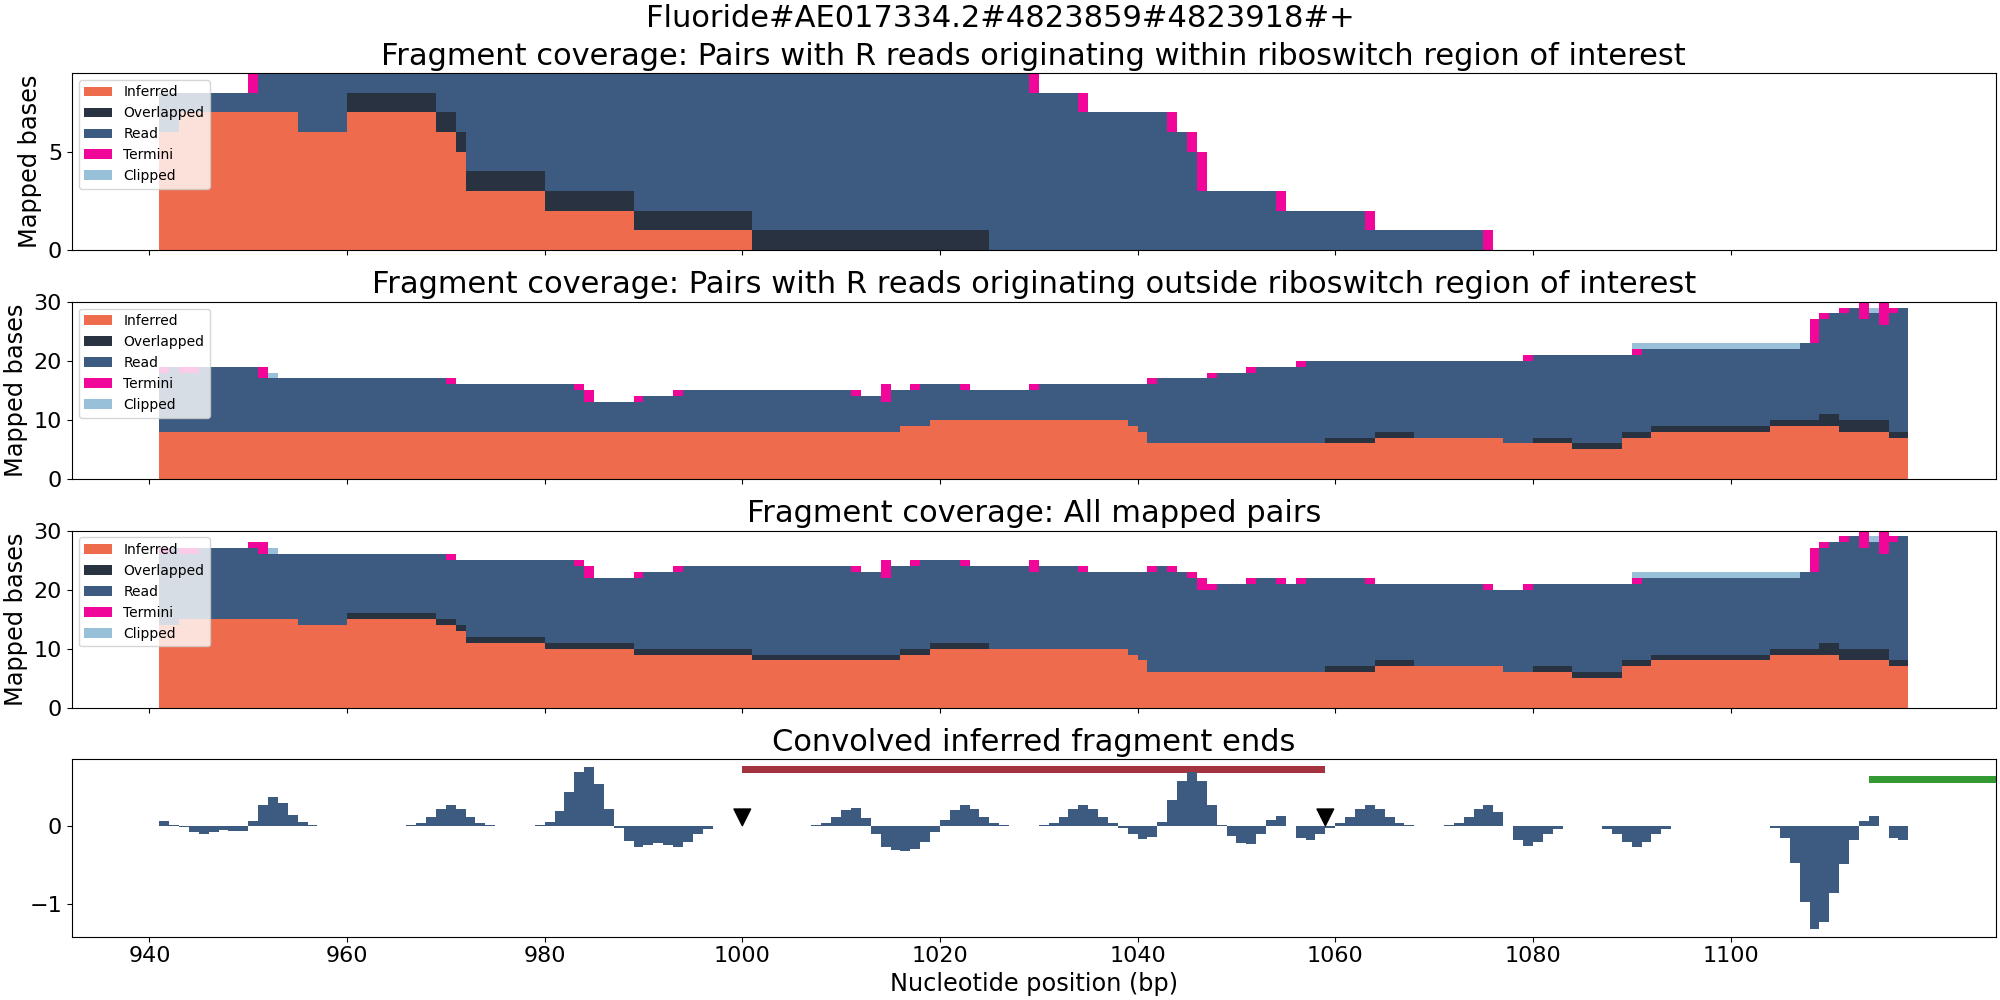 Fluoride#AE017334.2#4823859#4823918#+
Fragment coverage: Pairs with R reads originating within riboswitch region of interest
Mapped bases
5
0
Inferred
Overlapped
Read
Termini
Clipped
Fragment coverage: Pairs with R reads originating outside riboswitch region of interest
Mapped bases
30
20
10
0
Inferred
Overlapped
Read
Termini
Clipped
Fragment coverage: All mapped pairs
Mapped bases
30
20
10
0
Inferred
Overlapped
Read
Termini
Clipped
Convolved inferred fragment ends
0
−1
940 960 980 1000 1020 1040 1060 1080 1100
Nucleotide position (bp)